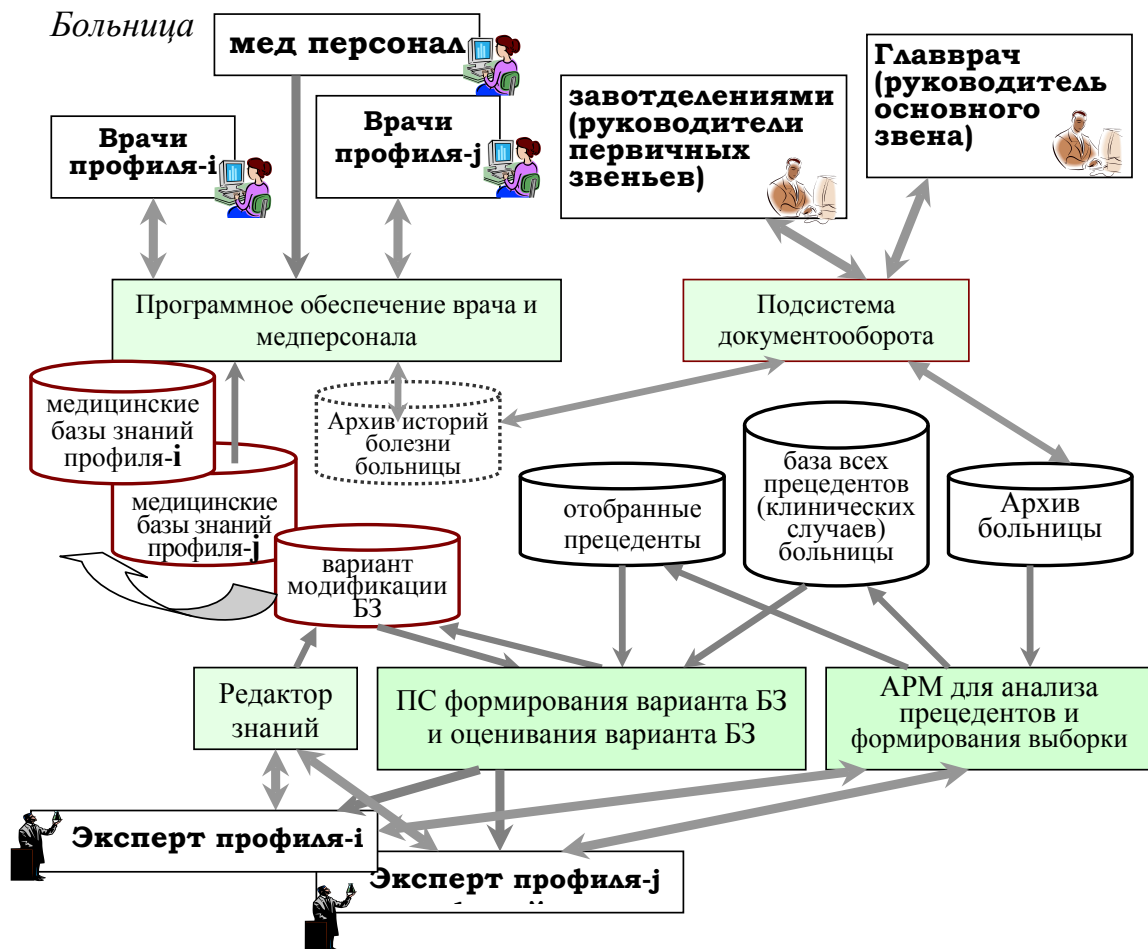 Больница
мед персонал
Главврач
(руководитель
основного
звена)
завотделениями
(руководители
первичных
звеньев)
Врачи
профиля-i
Врачи
профиля-j
Программное обеспечение врача и
медперсонала
Подсистема
документооборота
медицинские
базы знаний
профиля-i
Архив историй
болезни
больницы
база всех
прецедентов
(клинических
случаев)
больницы
медицинские
базы знаний
профиля-j
отобранные
прецеденты
Архив
больницы
вариант
модификации
БЗ
Редактор
знаний
ПС формирования варианта БЗ
и оценивания варианта БЗ
АРМ для анализа
прецедентов и
формирования выборки
Эксперт профиля-i
Эксперт профиля-j